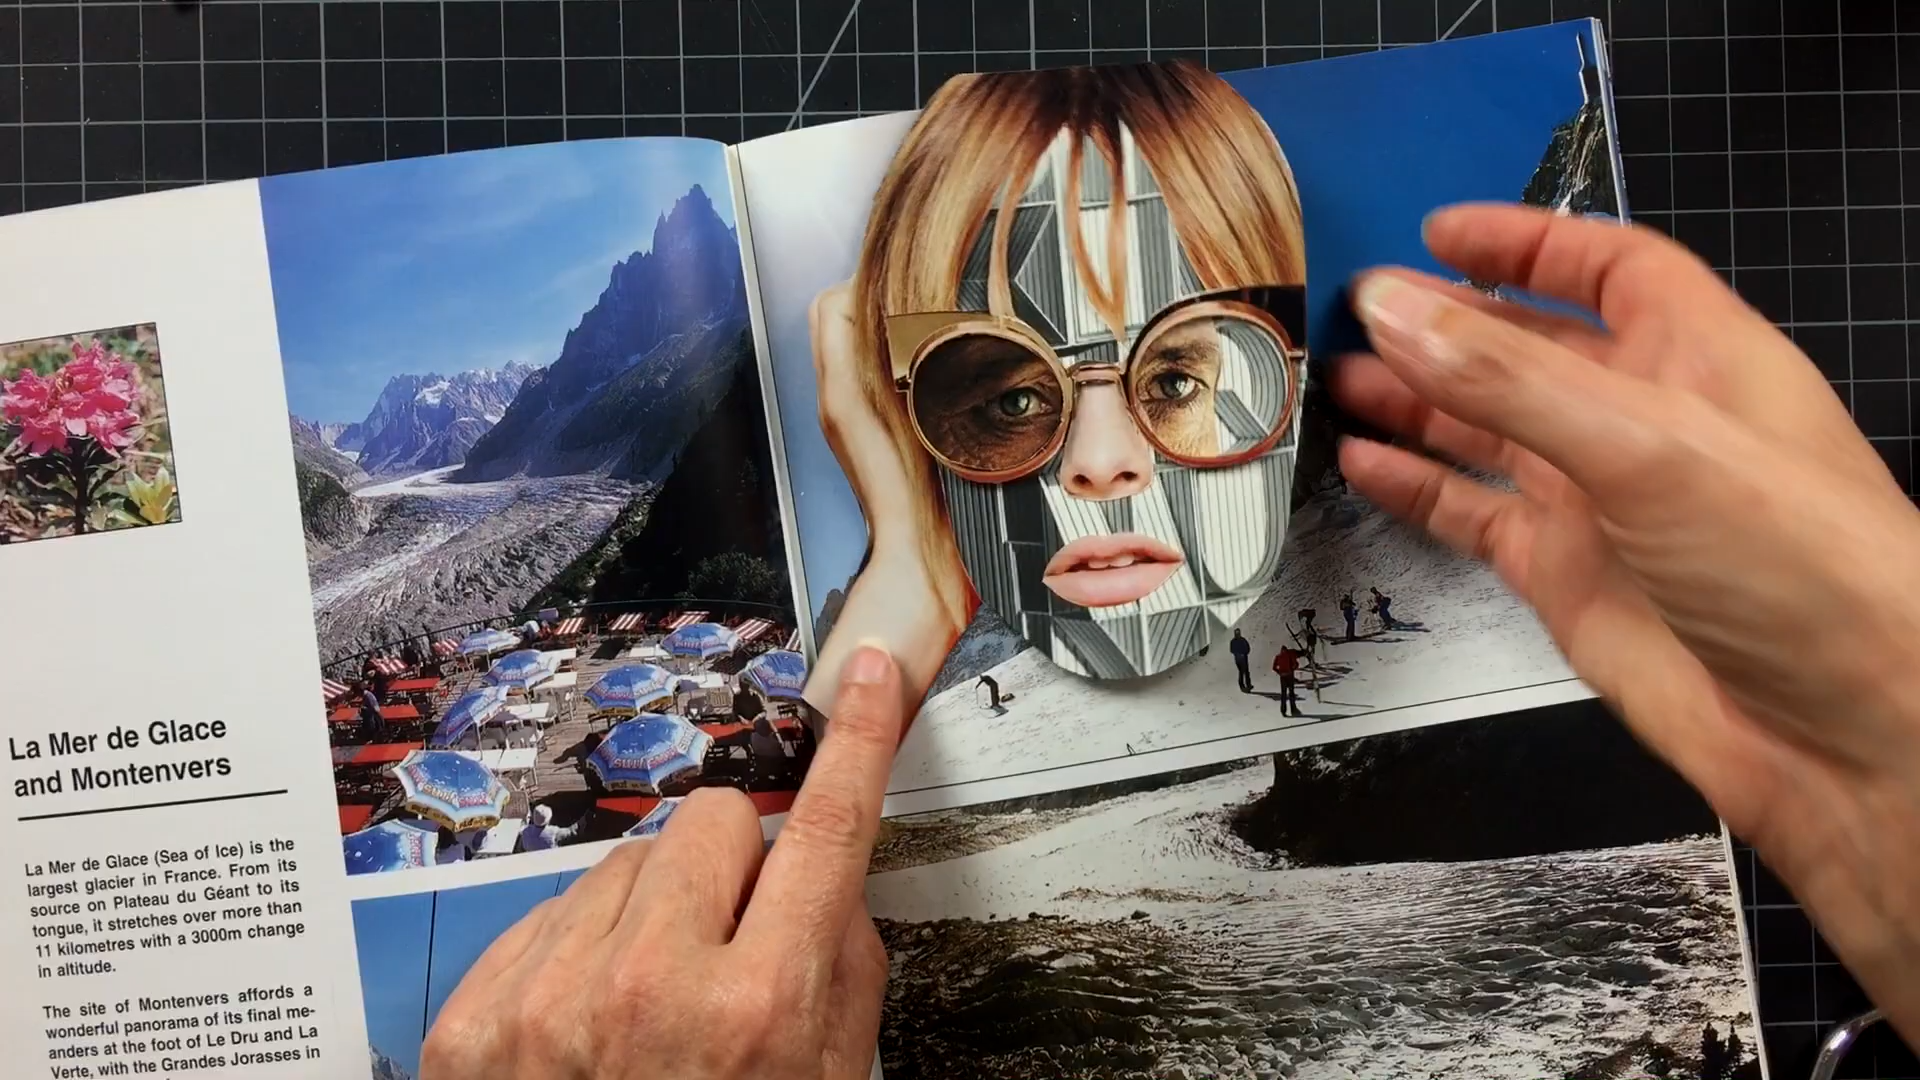 La Mer de Glace
and Montenvers
La Mer de Glace (Sea of Ice) is the
largest glacier in France. From its
source on Plateau du Géant to its
tongue, it stretches over more than
11 kilometres with a 3000m change
in altitude.
The site of Montenvers affords a
wonderful panorama of its final me-
anders at the foot of Le Dru and La
Verte, with the Grandes Jorasses in